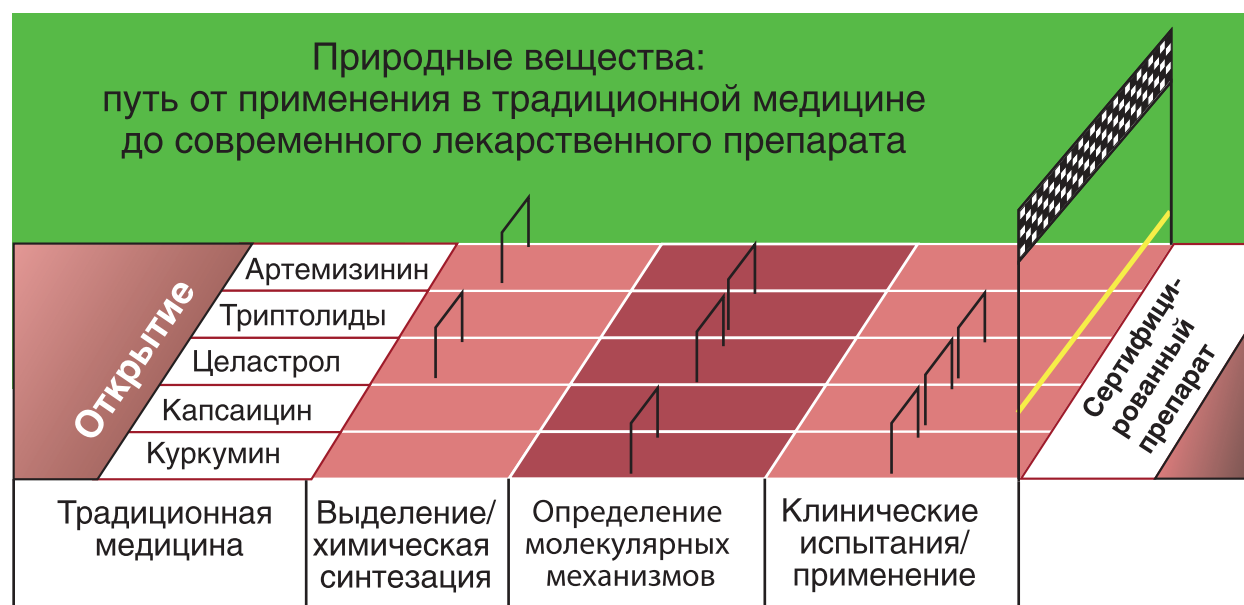 Природные вещества:
путь от применения в традиционной медицине
до современного лекарственного препарата
Открытие
Артемизинин
Триптолиды
Целастрол
Капсаицин
Куркумин
Сертифици-
рованный
препарат
Традиционная
медицина
Выделение/
химическая
синтезация
Определение
молекулярных
механизмов
Клинические
испытания/
применение